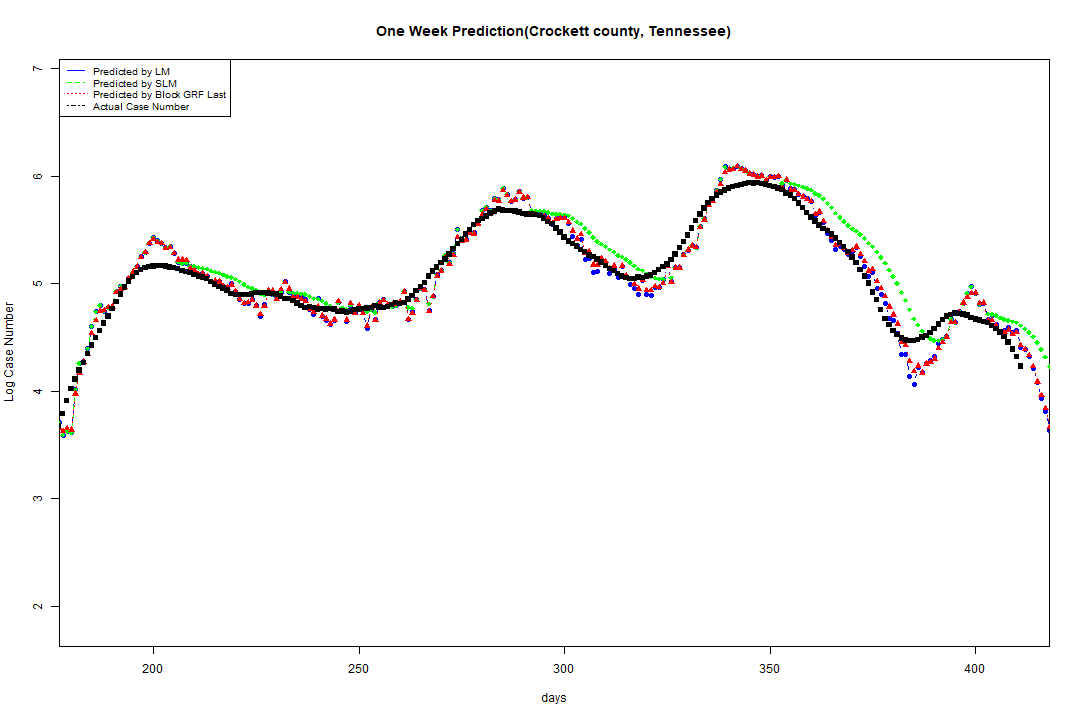 One Week Prediction(Crockett county, Tennessee)
Predicted by LM
Predicted by SLM
Predicted by Block GRF Last
Actual Case Number
Log Case Number
7
6
5
4
3
2
200 250 300 350 400
days